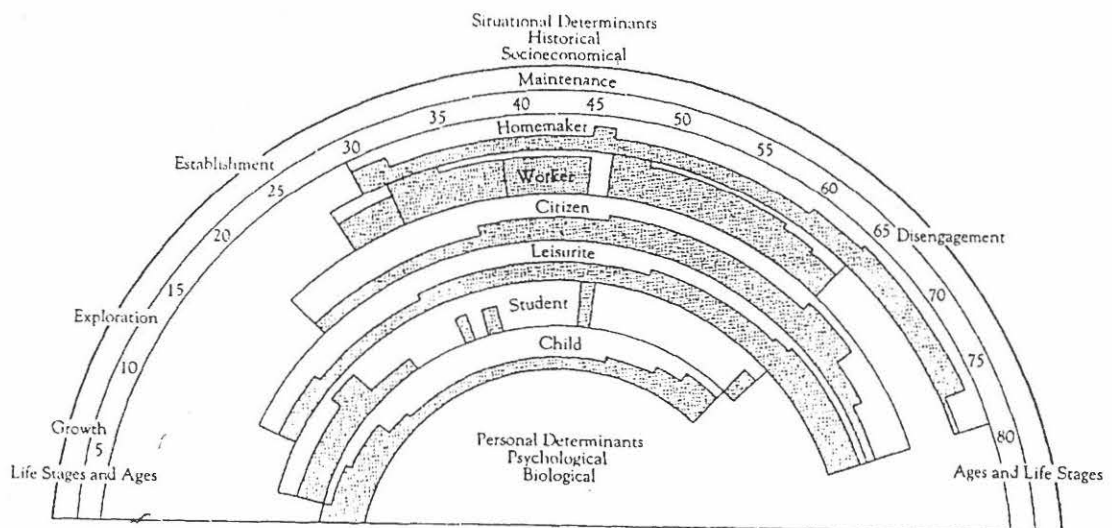 Situational Determinants
Historical
Socioeconomical
Maintenance
35 40 45 50
Homemaker
30 55
Establishment
25 Worker 60
20 Citizen 65
Leisurite Disengagement
15 70
Exploration Student
10 Child 75
Growth
5 80
Personal Determinants
Psychological
Biological
Life Stages and Ages
Ages and Life Stages